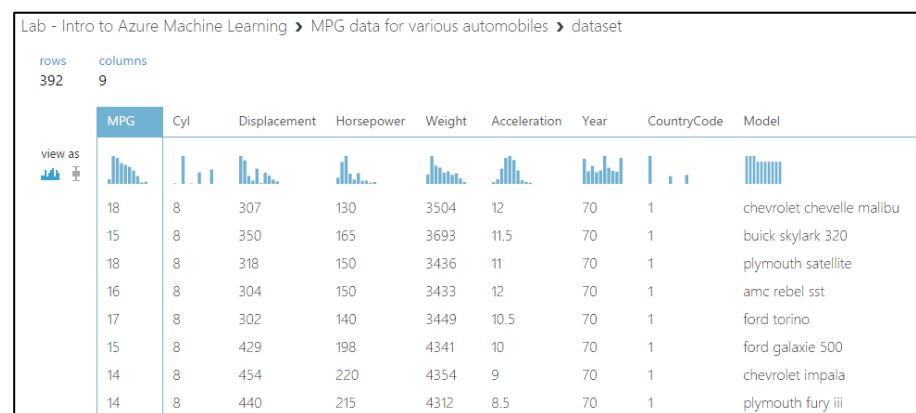 Lab - Intro to Azure Machine Learning > MPG data for various automobiles > dataset
rows columns
392 9
MPG Cyl Displacement Horsepower Weight Acceleration Year CountryCode Model
view as
18 8 307 130 3504 12 70 1 chevrolet chevelle malibu
15 8 350 165 3693 11.5 70 1 buick skylark 320
18 8 318 150 3436 11 70 1 plymouth satellite
16 8 304 150 3433 12 70 1 amc rebel sst
17 8 302 140 3449 10.5 70 1 ford torino
15 8 429 198 4341 10 70 1 ford galaxie 500
14 8 454 220 4354 9 70 1 chevrolet impala
14 8 440 215 4312 8.5 70 1 plymouth fury iii